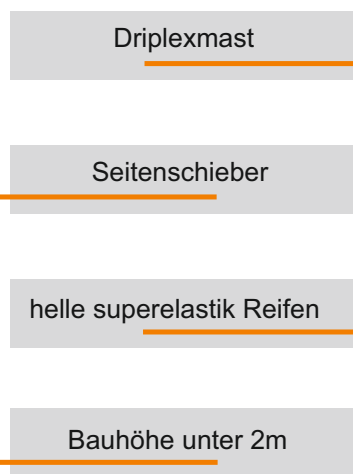 Driplexmast
Seitenschieber
helle superelastik Reifen
Bauhöhe unter 2m